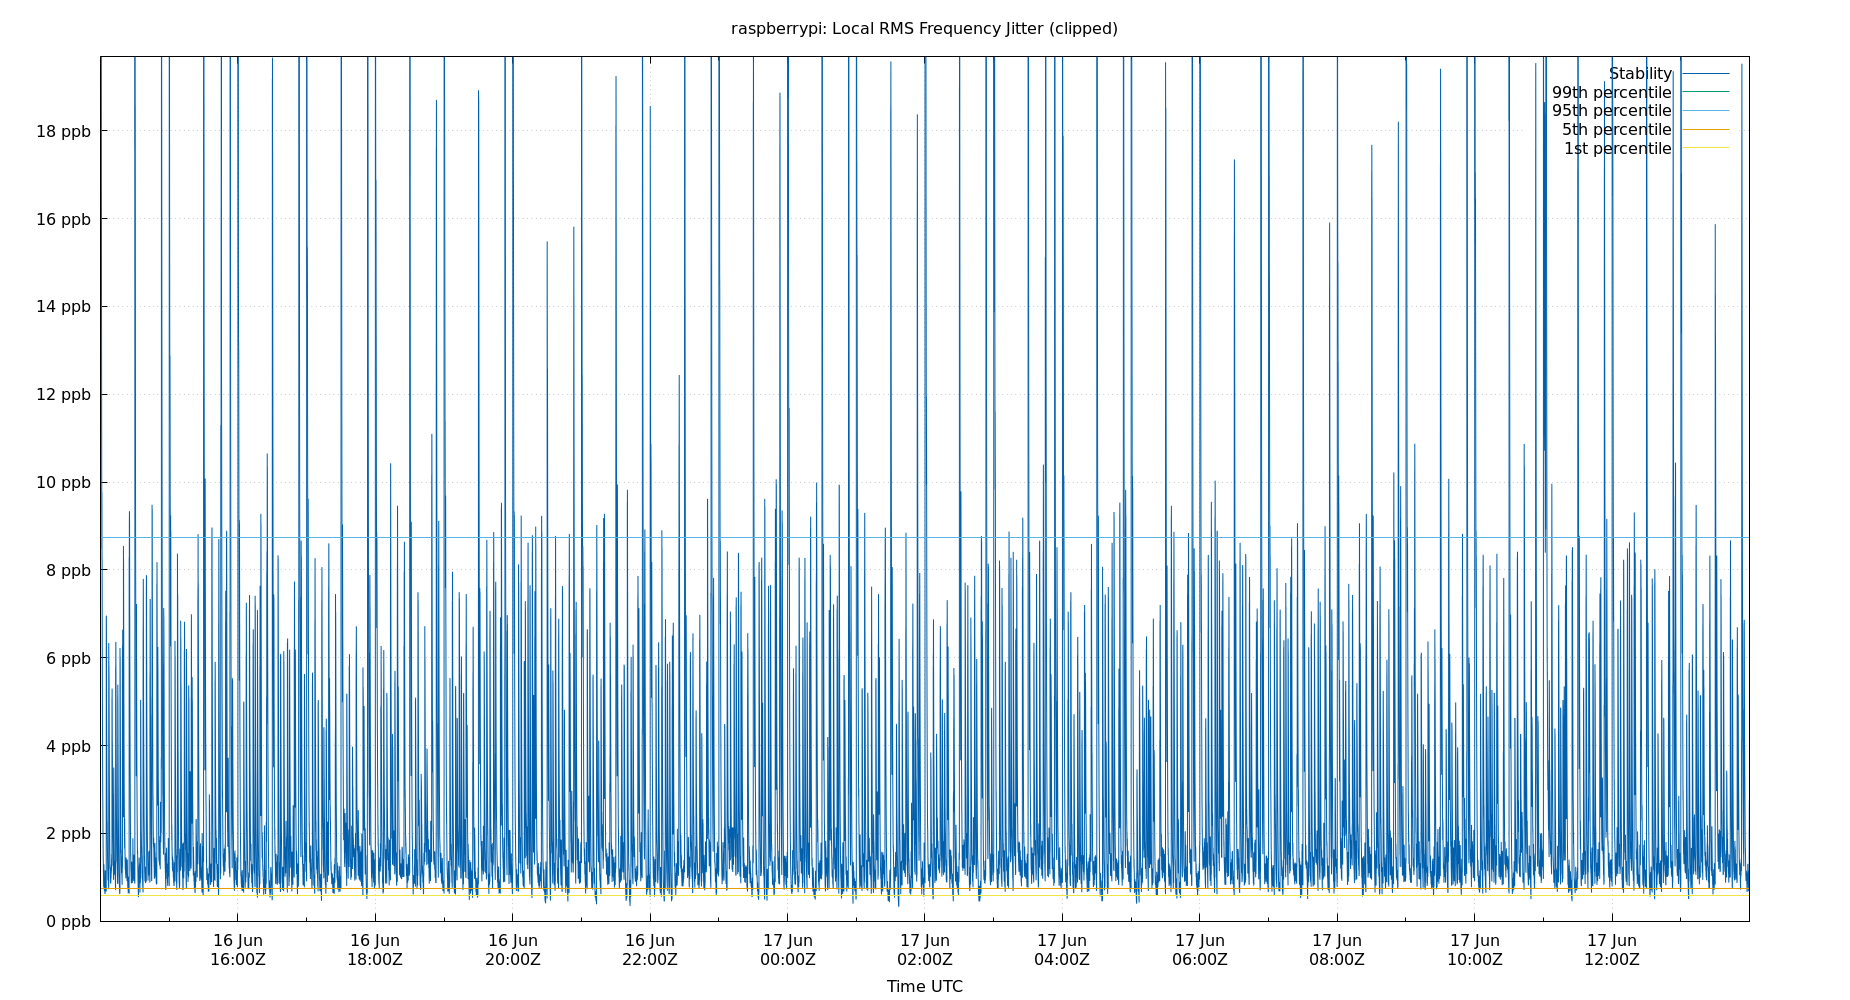 raspberrypi: Local RMS Frequency Jitter (clipped)
Stability
99th percentile
95th percentile
5th percentile
1st percentile
18 ppb
16 ppb
14 ppb
12 ppb
10 ppb
8 ppb
6 ppb
4 ppb
2 ppb
0 ppb
16 Jun 16 Jun 16 Jun 16 Jun 17 Jun 17 Jun 17 Jun 17 Jun 17 Jun 17 Jun 17 Jun
16:00Z 18:00Z 20:00Z 22:00Z 00:00Z 02:00Z 04:00Z 06:00Z 08:00Z 10:00Z 12:00Z
Time UTC